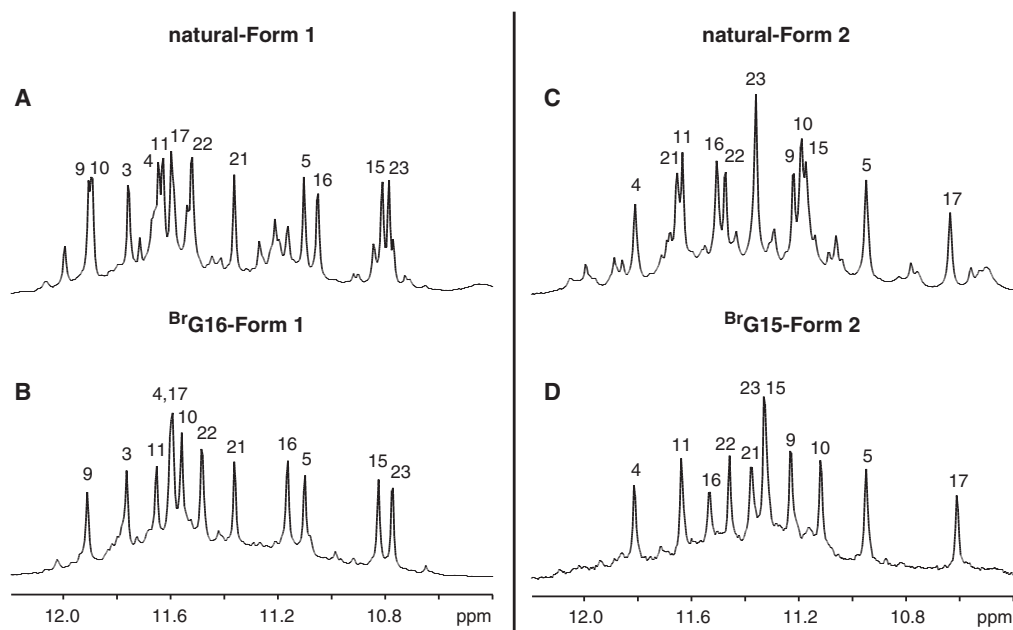 natural-Form 1
A
9 10 3 4 11 17 22 21 5 16 15 23
BrG16-Form 1
B
9 3 11 4,17 10 22 21 16 5 15 23
12.0 11.6 11.2 10.8 ppm
natural-Form 2
C
4 21 11 16 22 23 9 10 15 5 17
BrG15-Form 2
D
4 11 16 22 21 23 15 9 10 5 17
12.0 11.6 11.2 10.8 ppm